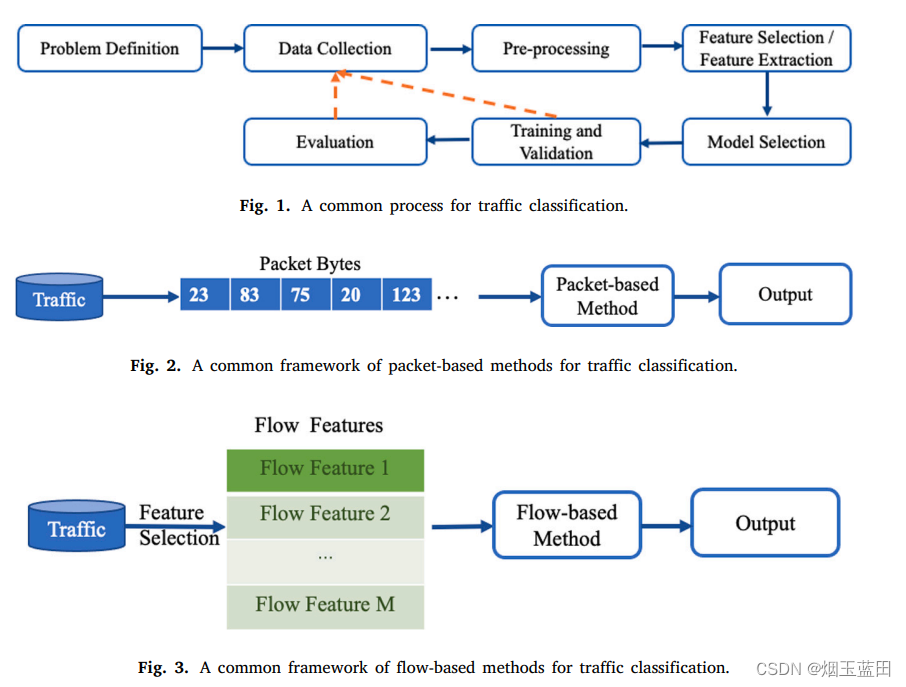 Problem Definition
Data Collection
Pre-processing
Feature Selection /
Feature Extraction
Model Selection
Training and
Validation
Evaluation
Fig. 1. A common process for traffic classification.
Packet Bytes
Traffic
23 83 75 20 123 ...
Packet-based
Method
Output
Fig. 2. A common framework of packet-based methods for traffic classification.
Flow Features
Traffic
Feature
Selection
Flow Feature 1
Flow Feature 2
...
Flow Feature M
Flow-based
Method
Output
Fig. 3. A common framework of flow-based methods for traffic classification.
CSDN @烟玉蓝田